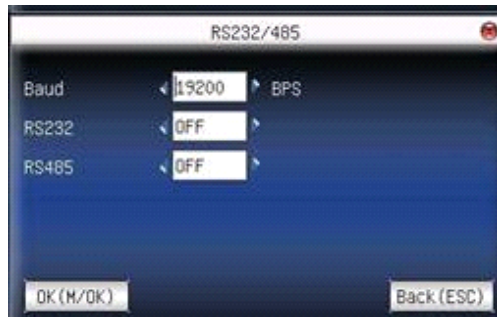 RS232/485
Baud 19200 BPS
RS232 OFF
RS485 OFF
OK(M/OK) Back(ESC)